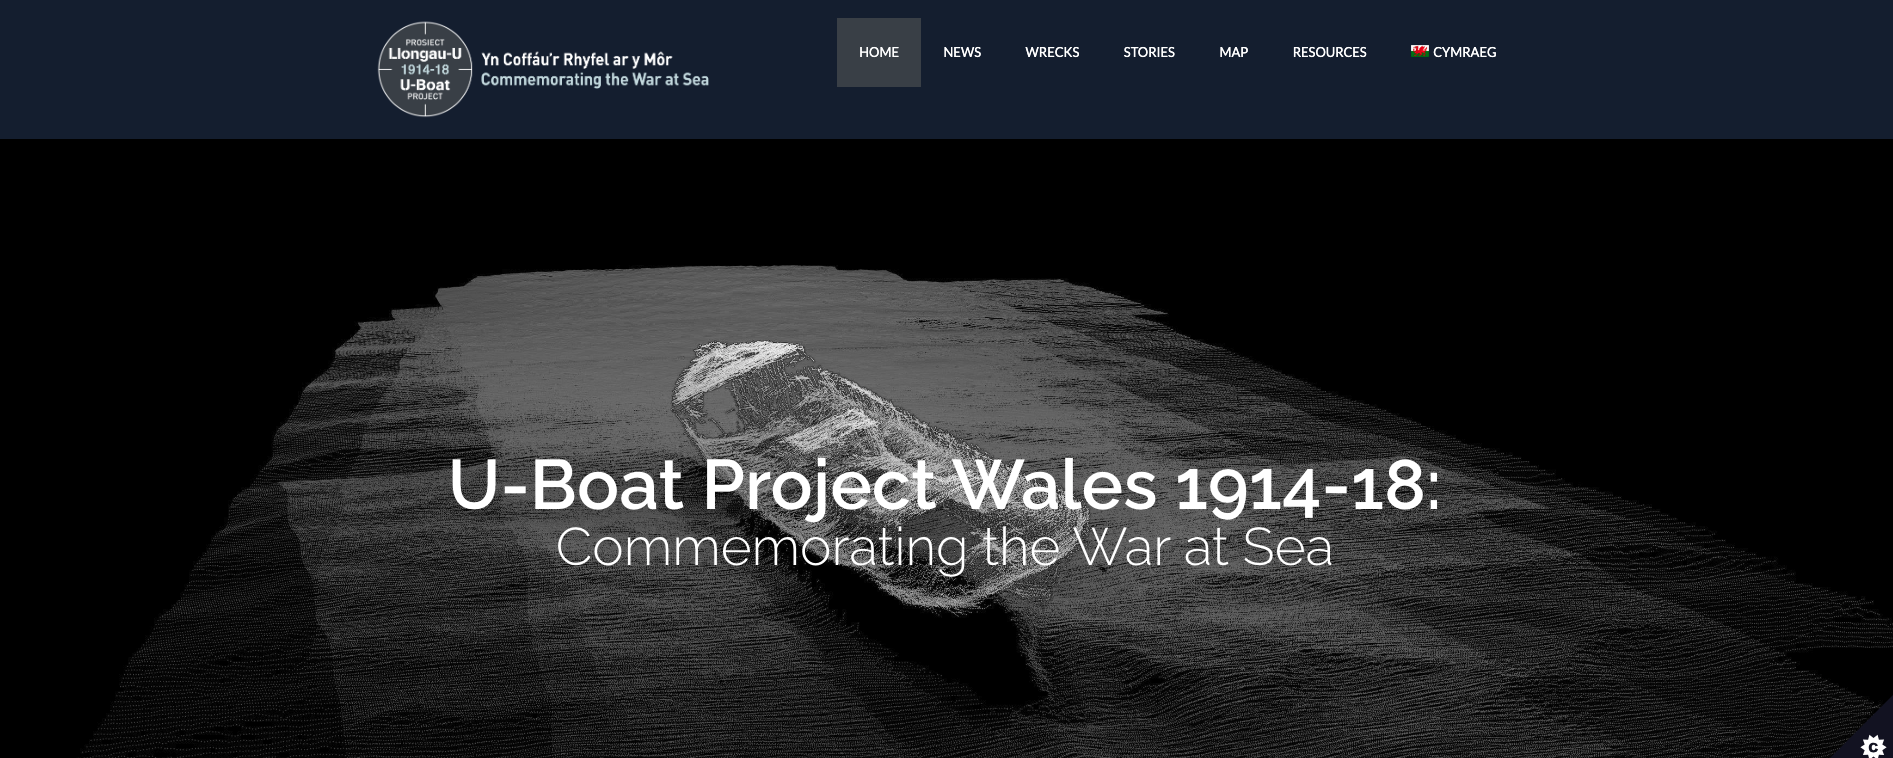 PROSIECT
Llongau-U
1914-18
U-Boat
PROJECT
Yn Coffáu'r Rhyfel ar y Môr
Commemorating the War at Sea
HOME NEWS WRECKS STORIES MAP RESOURCES CYMRAEG
U-Boat Project Wales 1914-18:
Commemorating the War at Sea
C